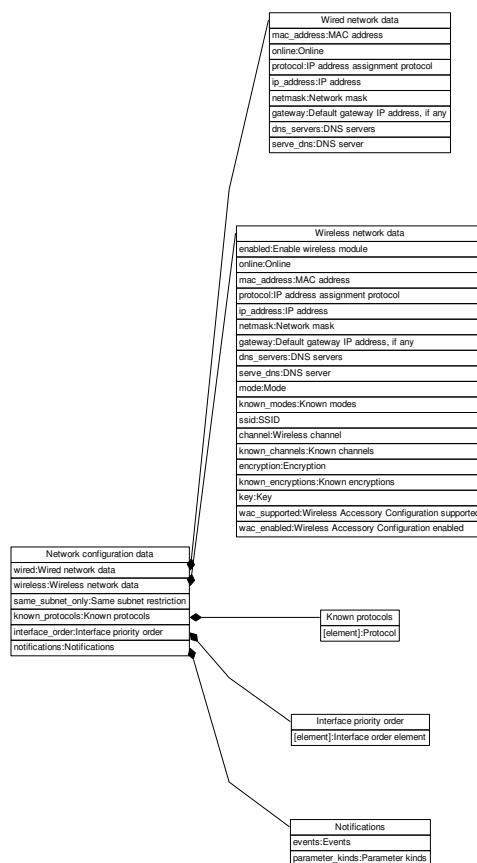 Wired network data
mac_address:MAC address
online:Online
protocol:IP address assignment protocol
ip_address:IP address
netmask:Network mask
gateway:Default gateway IP address, if any
dns_servers:DNS servers
serve_dns:DNS server
Wireless network data
enabled:Enable wireless module
online:Online
mac_address:MAC address
protocol:IP address assignment protocol
ip_address:IP address
netmask:Network mask
gateway:Default gateway IP address, if any
dns_servers:DNS servers
serve_dns:DNS server
mode:Mode
known_modes:Known modes
ssid:SSID
channel:Wireless channel
known_channels:Known channels
encryption:Encryption
known_encryptions:Known encryptions
key:Key
wac_supported:Wireless Accessory Configuration supported
wac_enabled:Wireless Accessory Configuration enabled
Network configuration data
wired:Wired network data
wireless:Wireless network data
same_subnet_only:Same subnet restriction
known_protocols:Known protocols
interface_order:Interface priority order
notifications:Notifications
Known protocols
[element]:Protocol
Interface priority order
[element]:Interface order element
Notifications
events:Events
parameter_kinds:Parameter kinds